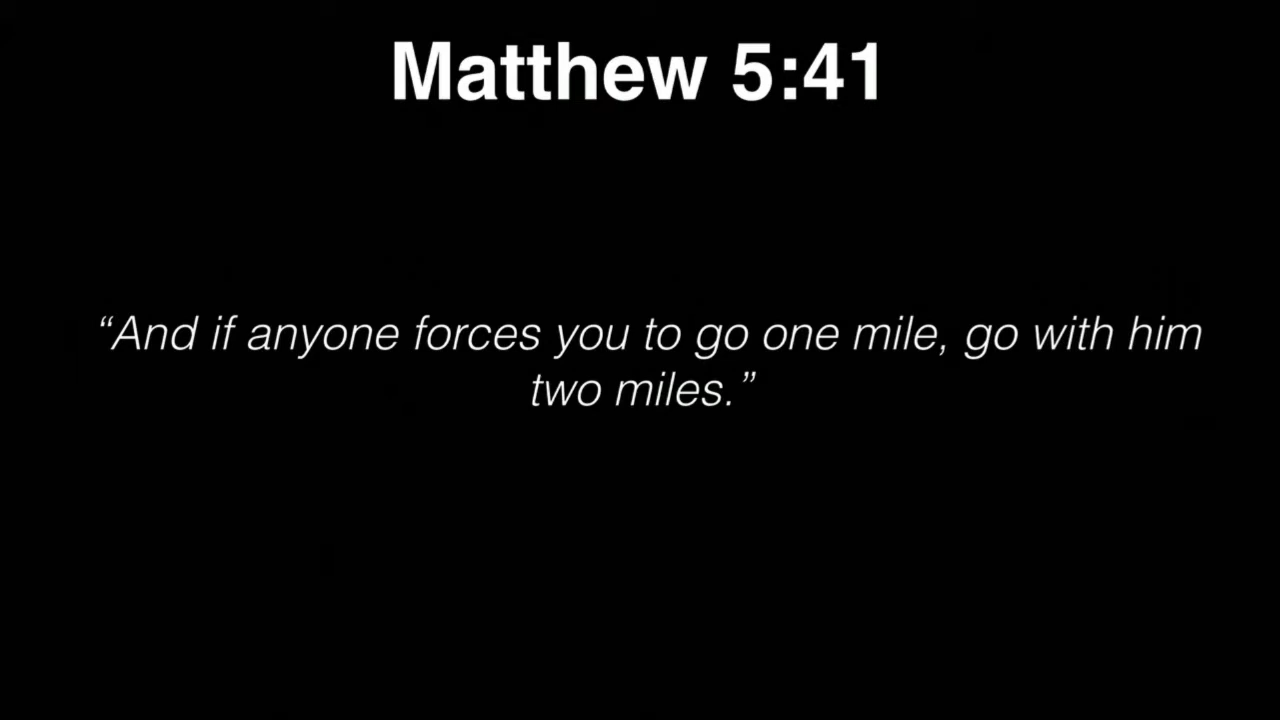 Matthew 5:41
“And if anyone forces you to go one mile, go with him
two miles.”